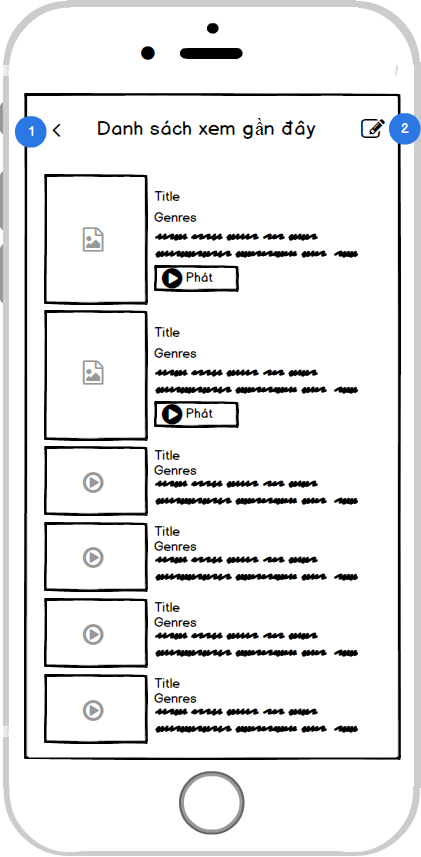 1
Danh sách xem gần đây
2
Title
Genres
Phát
Title
Genres
Phát
Title
Genres
Title
Genres
Title
Genres
Title
Genres